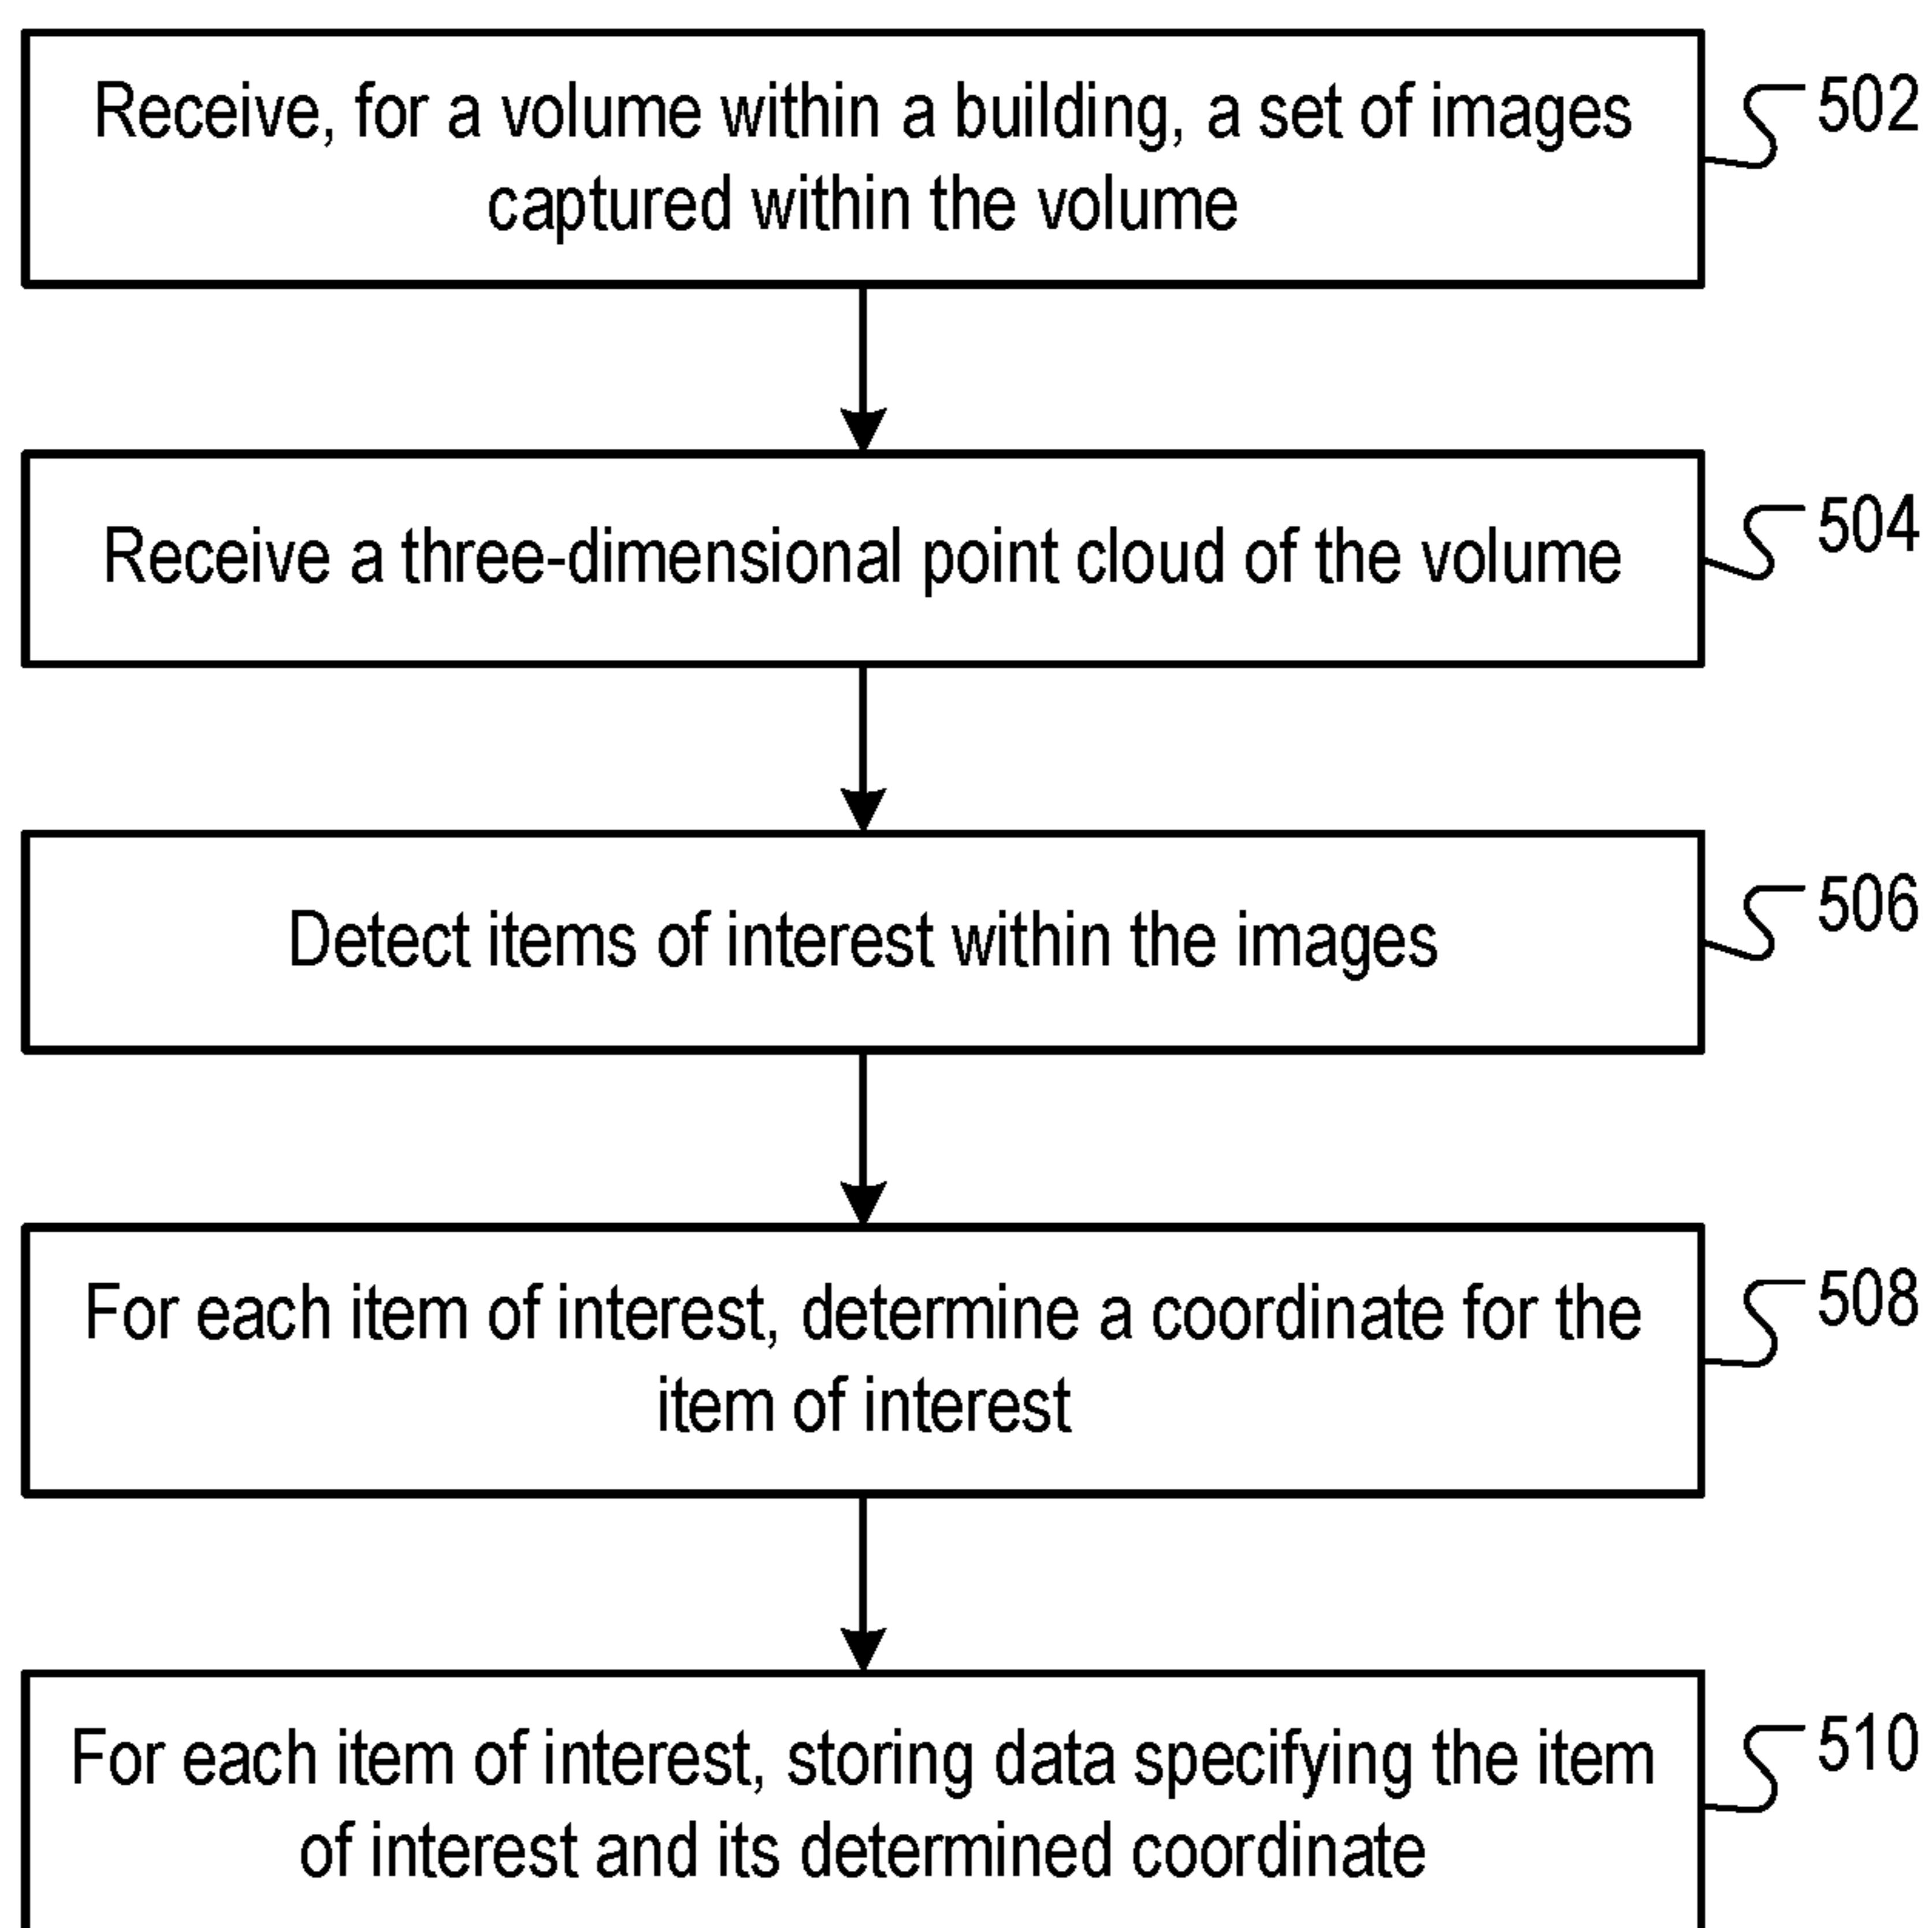 Receive, for a volume within a building, a set of images
captured within the volume
502
Receive a three-dimensional point cloud of the volume
504
Detect items of interest within the images
506
For each item of interest, determine a coordinate for the
item of interest
508
For each item of interest, storing data specifying the item
of interest and its determined coordinate
510